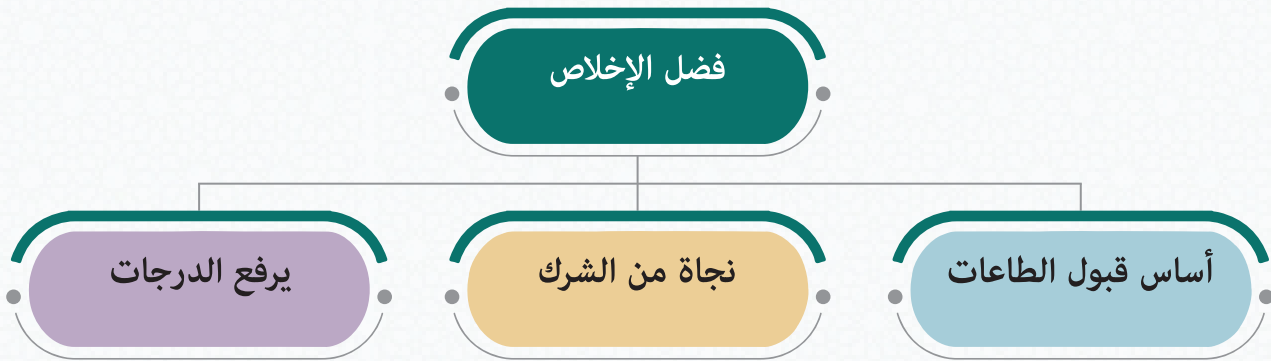 فضل الإخلاص
أساس قبول الطاعات
نجاة من الشرك
يرفع الدرجات